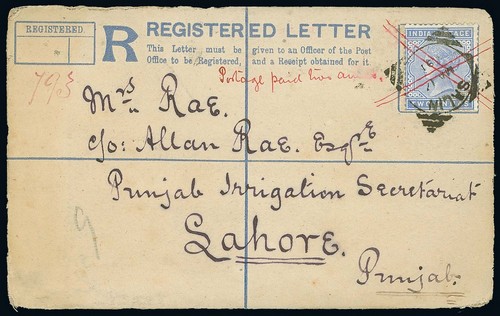 REGISTERED.
R
REGISTERED LETTER
This Letter must be given to an Officer of the Post
Office to be Registered, and a Receipt obtained for it.
Postage paid two annas.
INDIA POSTAGE
Mrs Rae.
c/o: Allan Rae. Esqre
Punjab Irrigation Secretariat
Lahore.
Punjab.
9